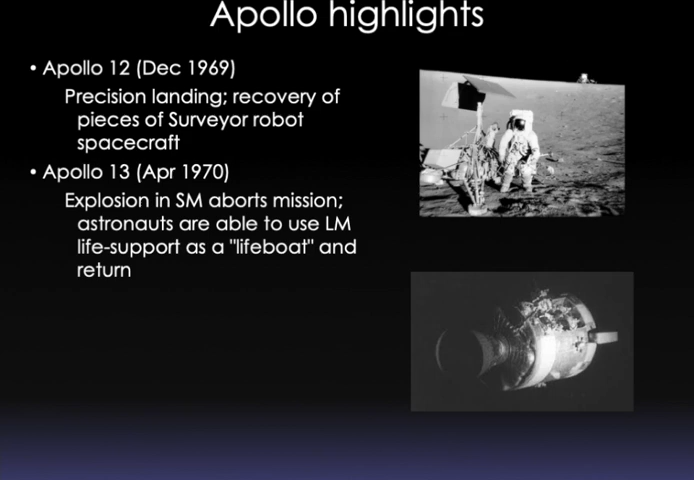 Apollo highlights
• Apollo 12 (Dec 1969)
Precision landing; recovery of
pieces of Surveyor robot
spacecraft
• Apollo 13 (Apr 1970)
Explosion in SM aborts mission;
astronauts are able to use LM
life-support as a "lifeboat" and
return